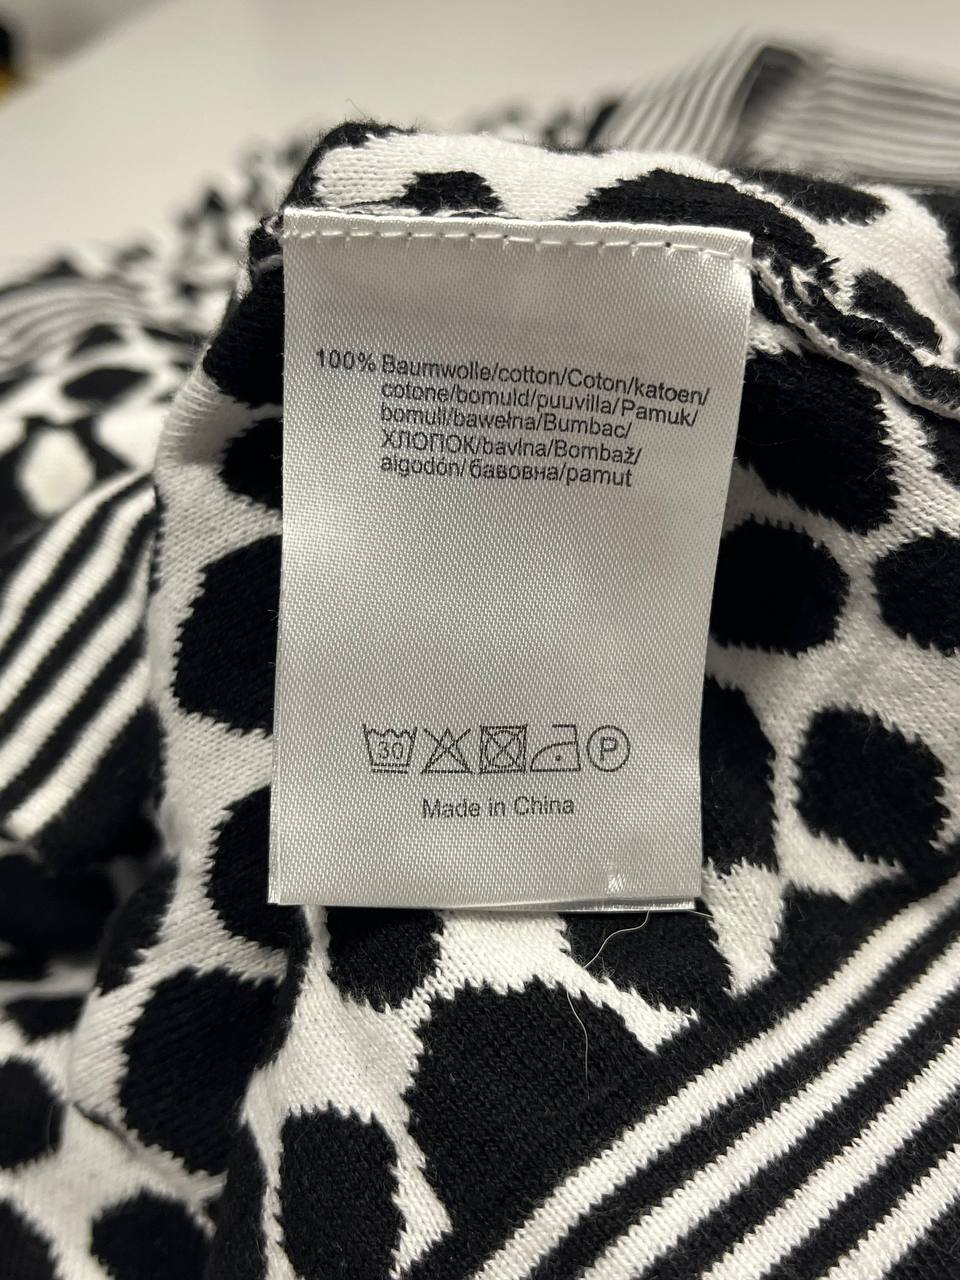 100% Baumwolle/cotton/Coton/katoen/
cotone/bomuld/puuvilla/Pamuk/
bomull/bawełna/Bumbac/
ХЛОПОК/bavlna/Bombaž/
algodón/бавовна/pamut
30
P
Made in China